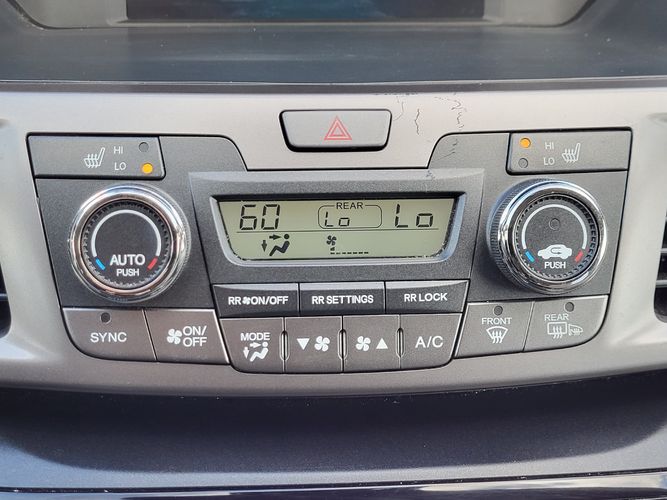 HI
LO
HI
LO
60
REAR
Lo
Lo
AUTO
PUSH
PUSH
RR ON/OFF
RR SETTINGS
RR LOCK
SYNC
ON/
OFF
MODE
A/C
FRONT
REAR